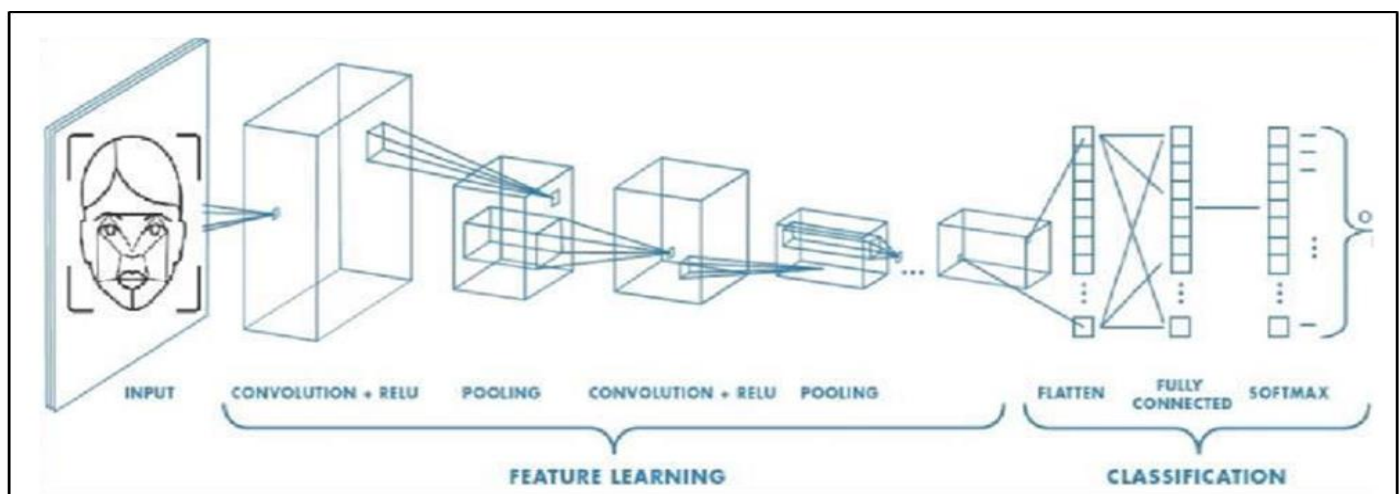 INPUT
CONVOLUTION + RELU
POOLING
CONVOLUTION + RELU
POOLING
...
FLATTEN
FULLY
CONNECTED
SOFTMAX
FEATURE LEARNING
CLASSIFICATION